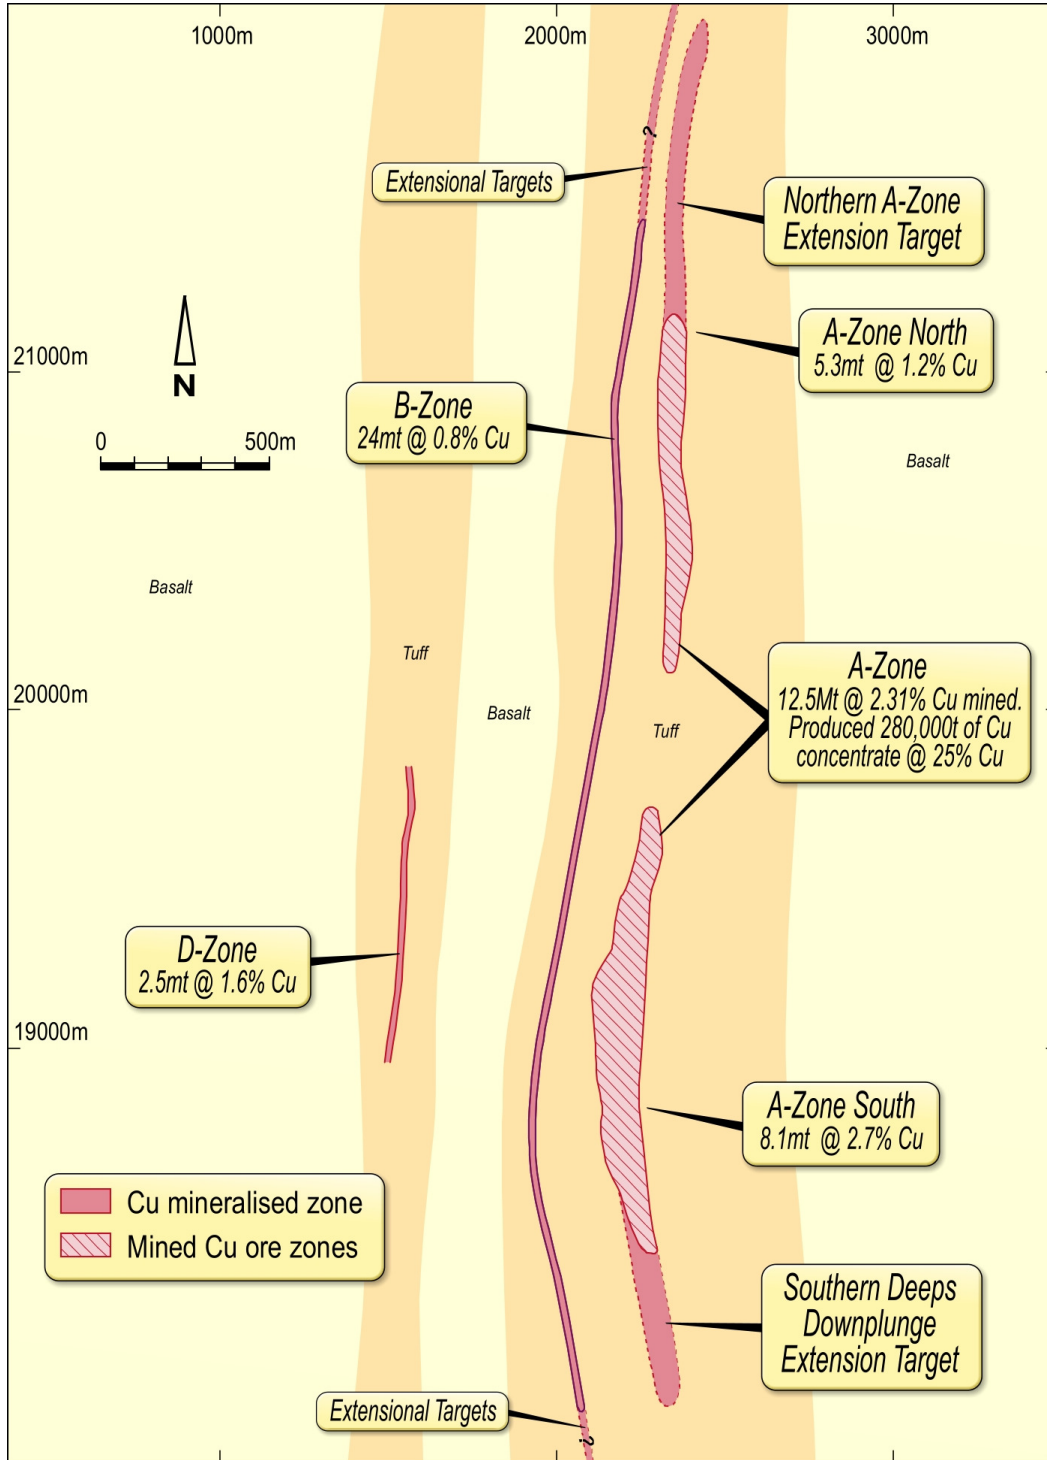 1000m
2000m
3000m
?
Extensional Targets
Northern A-Zone
Extension Target
A-Zone North
5.3mt @ 1.2% Cu
21000m
N
B-Zone
24mt @ 0.8% Cu
0
500m
Basalt
Basalt
Tuff
Basalt
Tuff
20000m
A-Zone
12.5Mt @ 2.31% Cu mined.
Produced 280,000t of Cu
concentrate @ 25% Cu
D-Zone
2.5mt @ 1.6% Cu
19000m
A-Zone South
8.1mt @ 2.7% Cu
Cu mineralised zone
Mined Cu ore zones
Southern Deeps
Downplunge
Extension Target
Extensional Targets
?